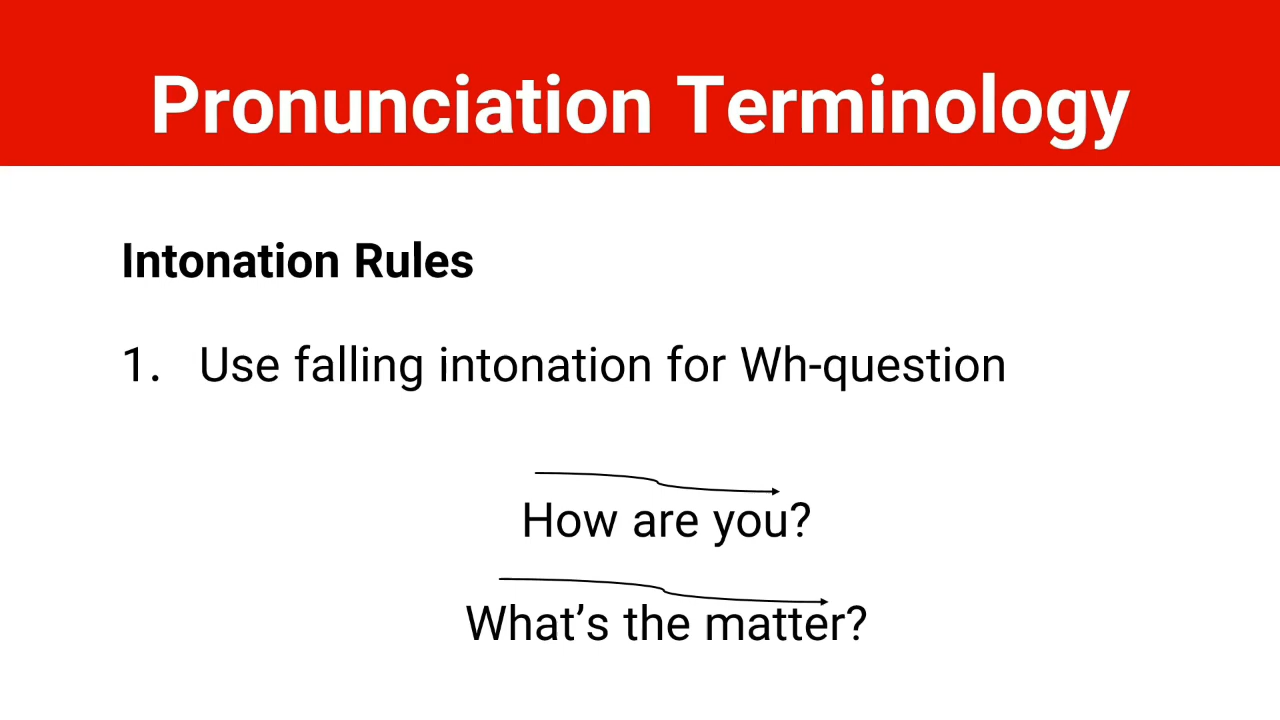 Pronunciation Terminology
Intonation Rules
1. Use falling intonation for Wh-question
How are you?
What’s the matter?